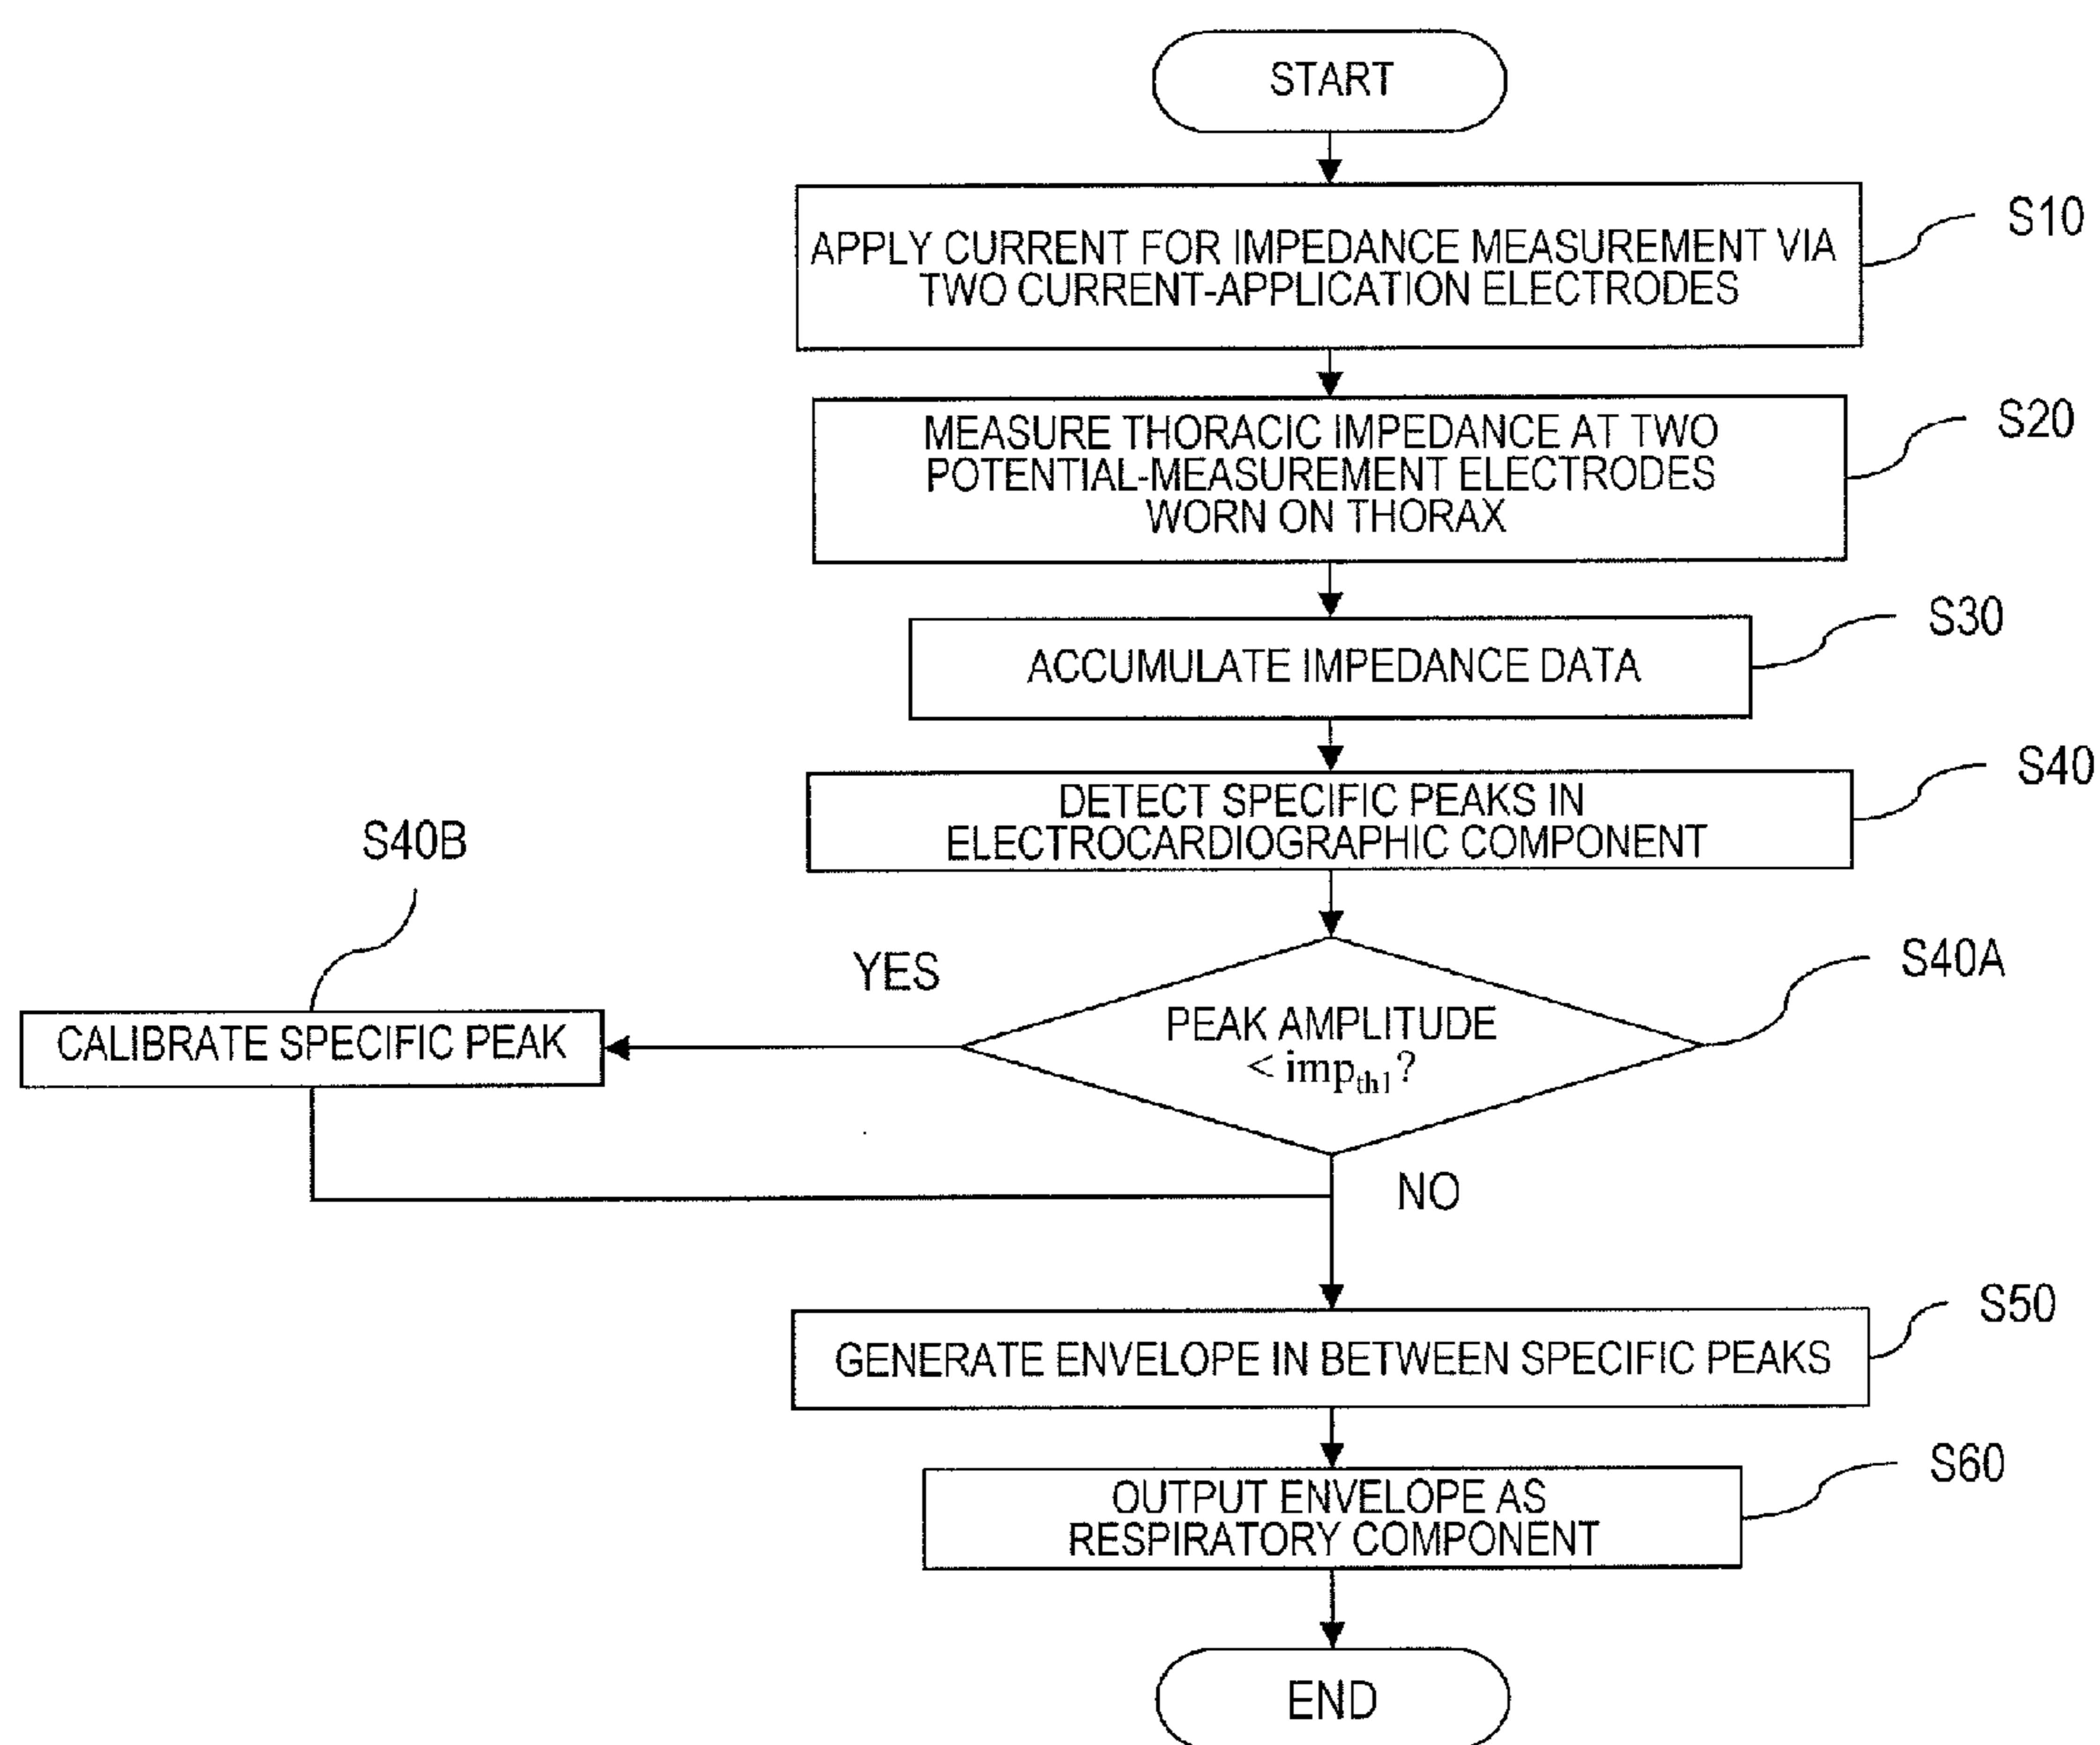 START
APPLY CURRENT FOR IMPEDANCE MEASUREMENT VIA
TWO CURRENT-APPLICATION ELECTRODES
S10
MEASURE THORACIC IMPEDANCE AT TWO
POTENTIAL-MEASUREMENT ELECTRODES
WORN ON THORAX
S20
ACCUMULATE IMPEDANCE DATA
S30
DETECT SPECIFIC PEAKS IN
ELECTROCARDIOGRAPHIC COMPONENT
S40
S40B
CALIBRATE SPECIFIC PEAK
YES
PEAK AMPLITUDE
< imp_th1?
S40A
NO
GENERATE ENVELOPE IN BETWEEN SPECIFIC PEAKS
S50
OUTPUT ENVELOPE AS
RESPIRATORY COMPONENT
S60
END